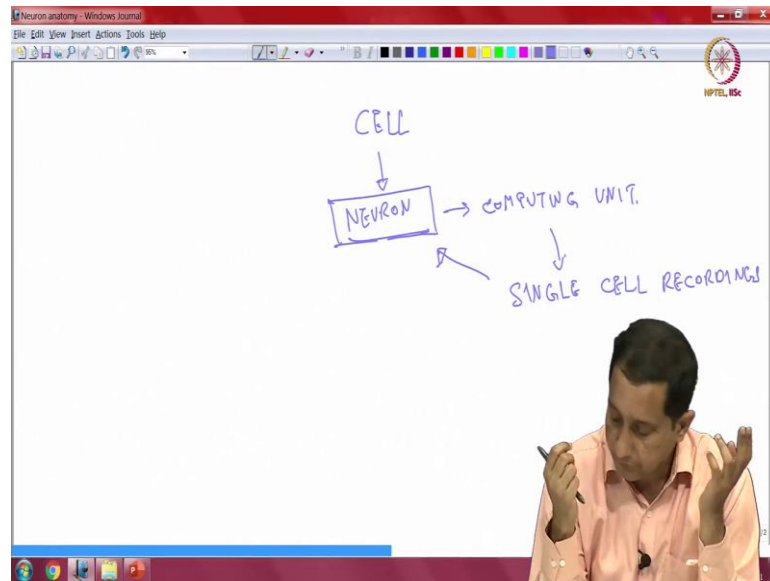 Neuron anatomy - Windows Journal
File Edit View Insert Actions Tools Help
95%
B I
NPTEL, IISc
CELL
NEURON → COMPUTING UNIT.
SINGLE CELL RECORDINGS